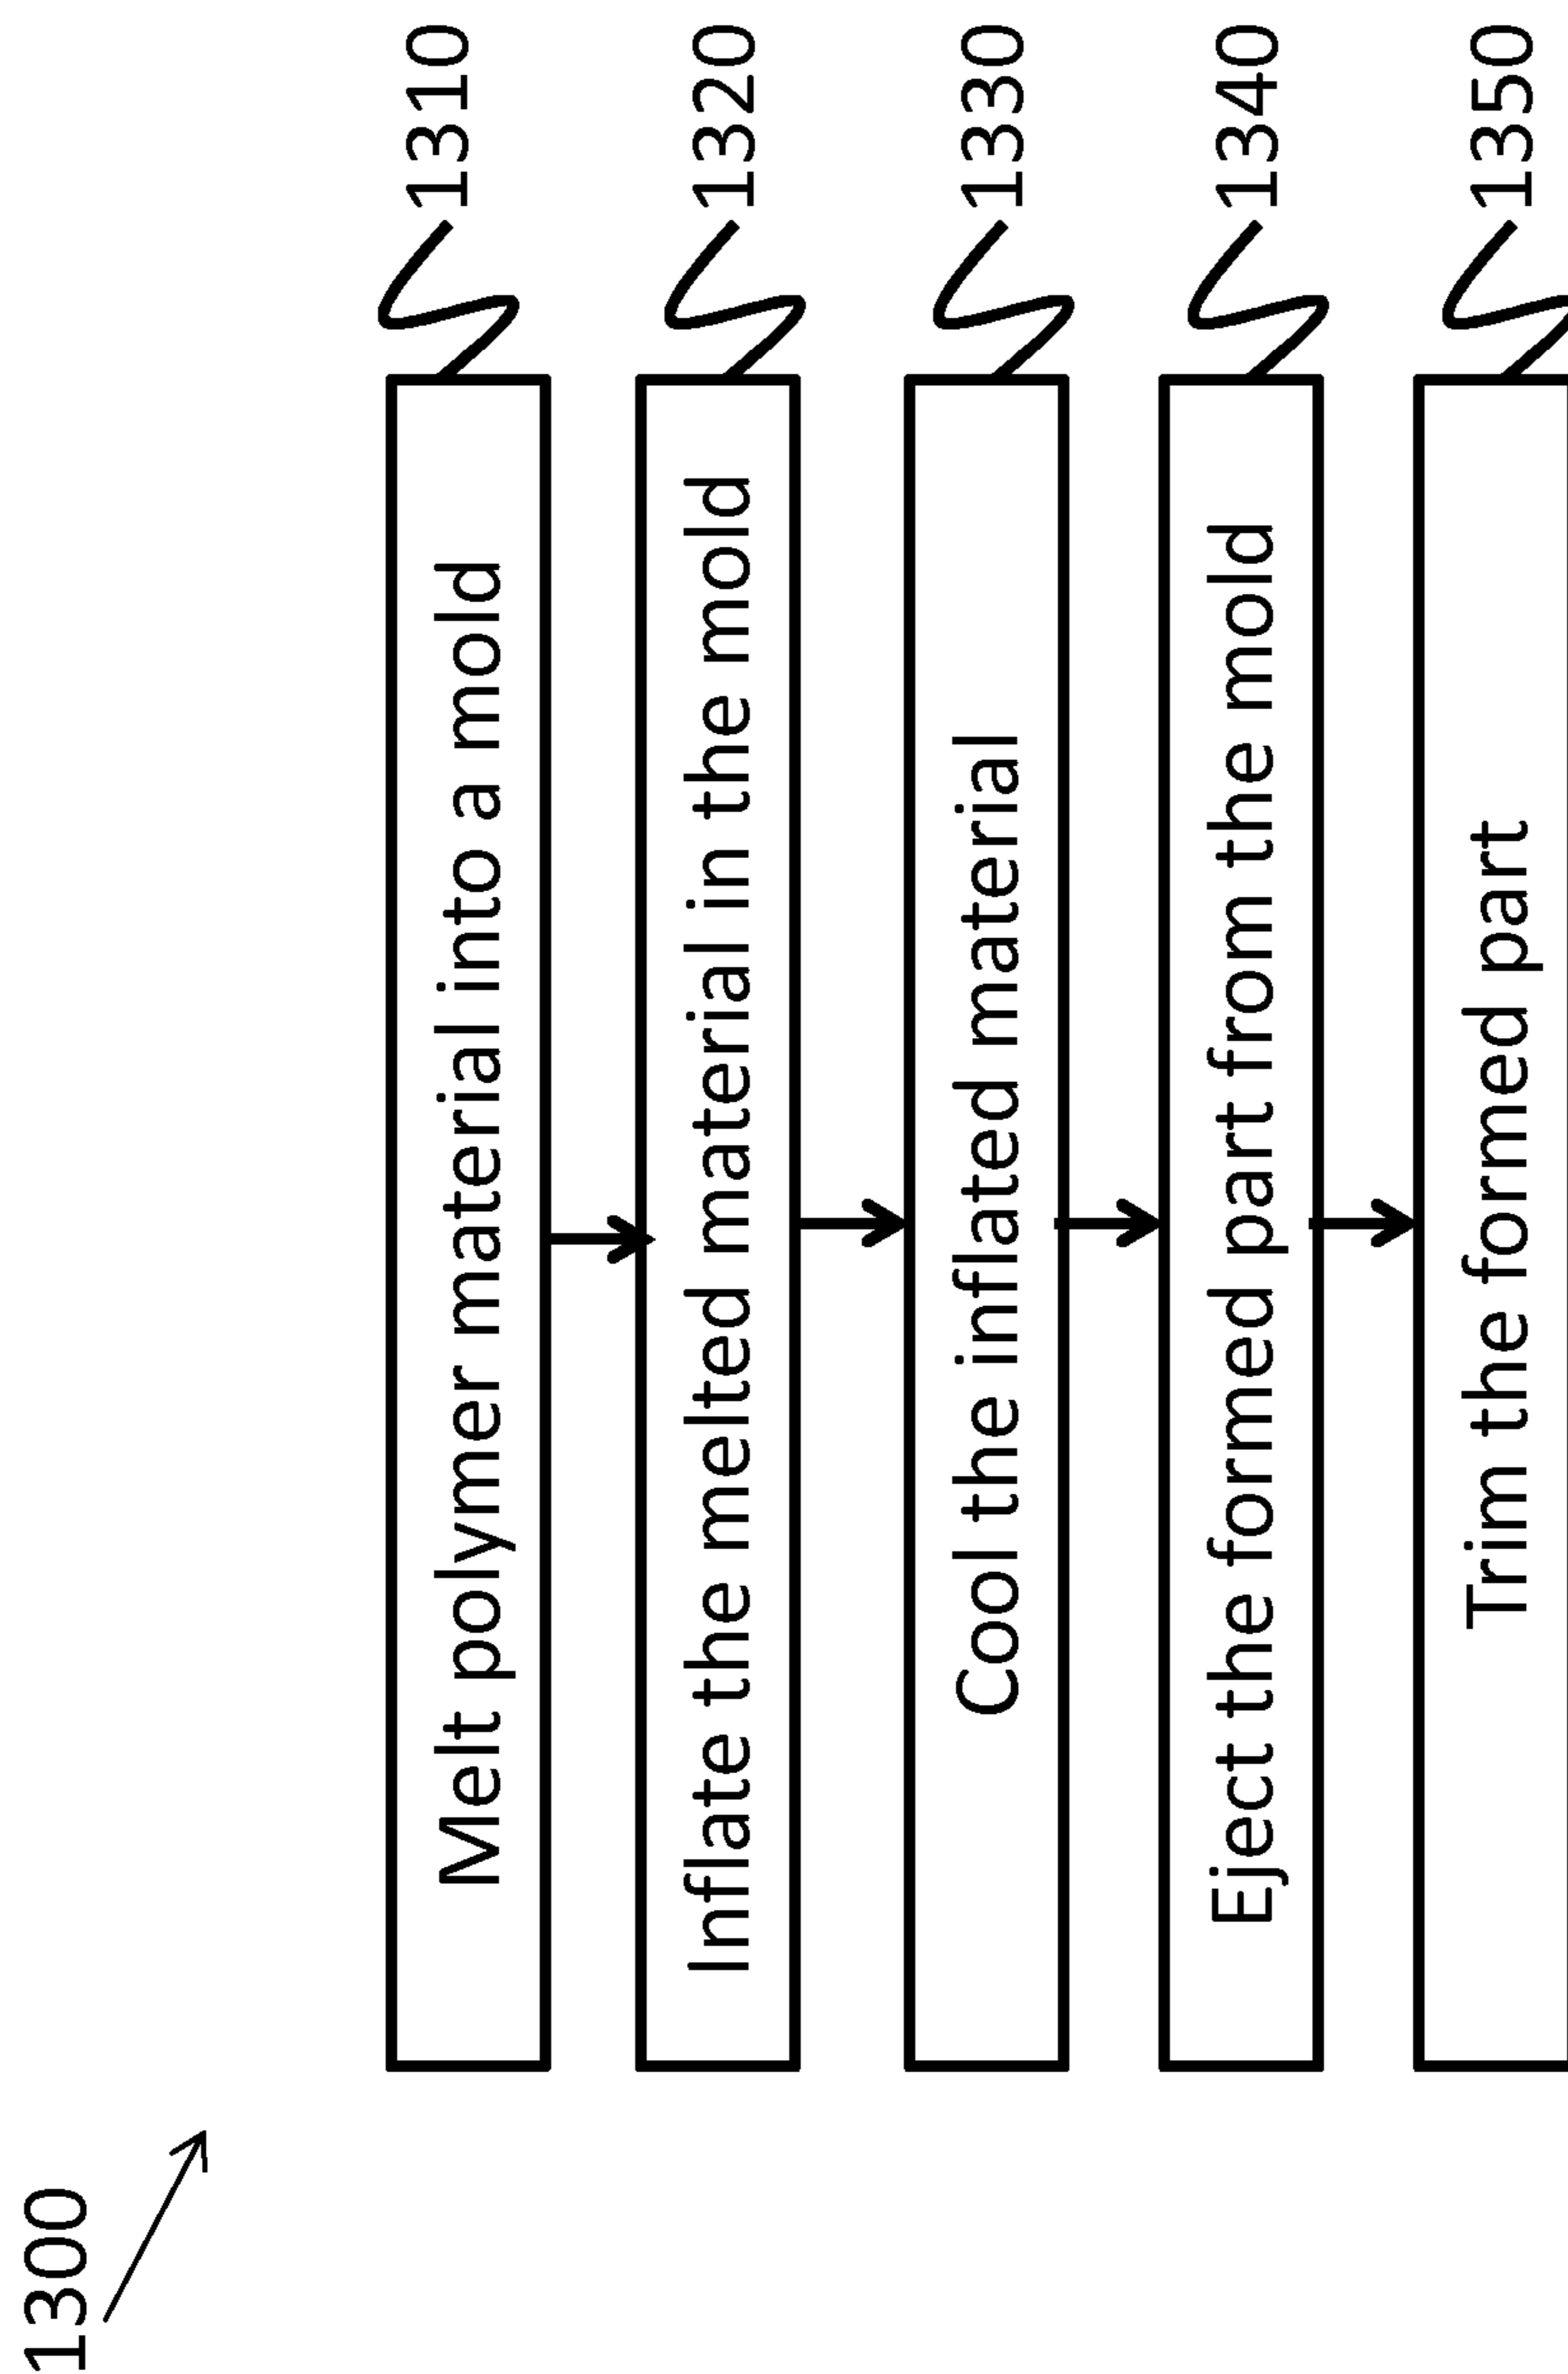 1300
Melt polymer material into a mold
1310
Inflate the melted material in the mold
1320
Cool the inflated material
1330
Eject the formed part from the mold
1340
Trim the formed part
1350